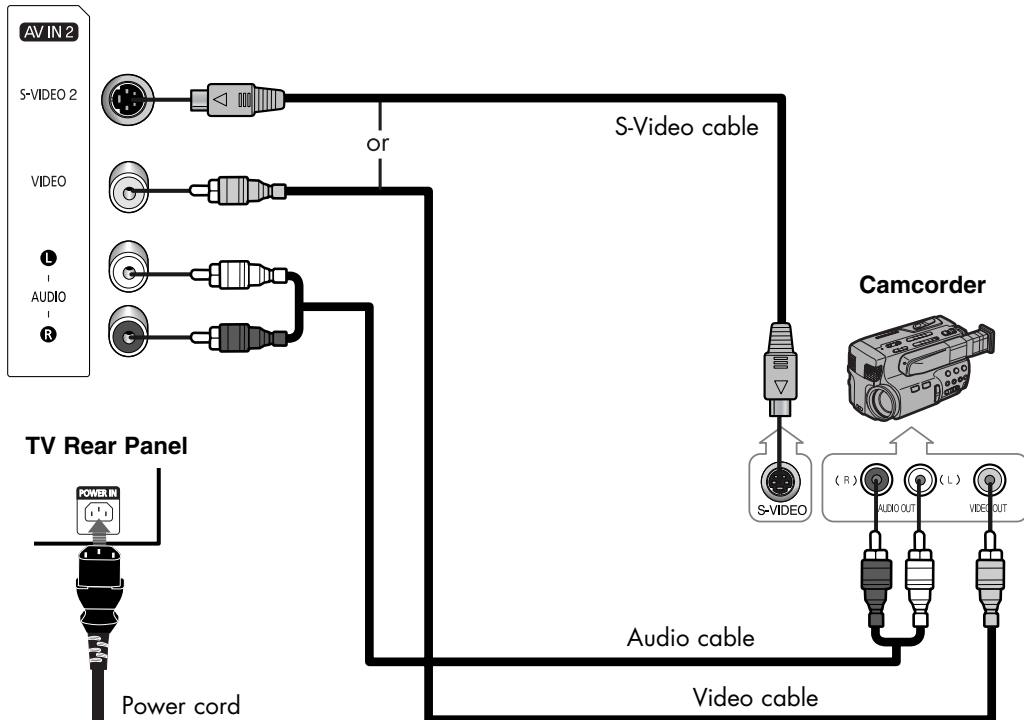 AV IN 2
S-VIDEO 2
VIDEO
L
AUDIO
R
or
S-Video cable
Camcorder
S-VIDEO
( R )
( L )
AUDIO OUT
VIDEO OUT
TV Rear Panel
POWER IN
Audio cable
Video cable
Power cord